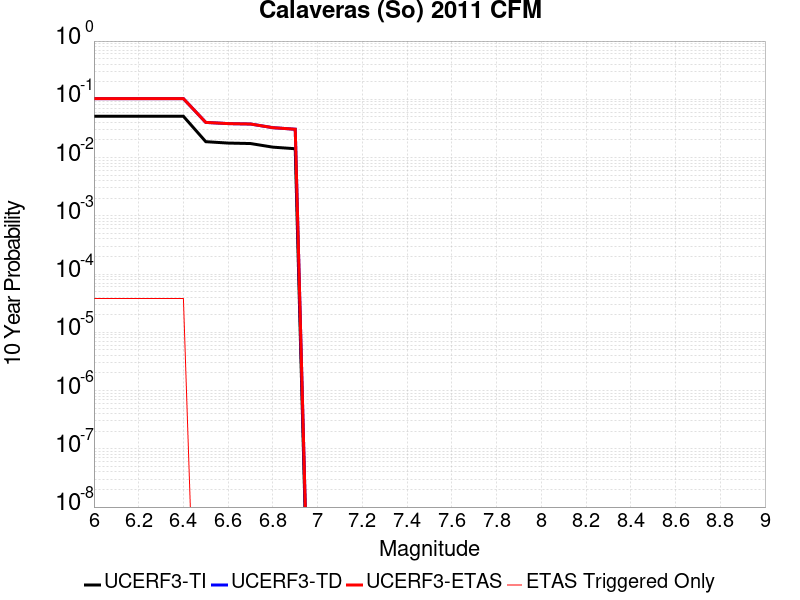 Calaveras (So) 2011 CFM
10 0
10 -1
10 -2
10 -3
10 -4
10 -5
10 -6
10 -7
10 -8
10 Year Probability
6 6.2 6.4 6.6 6.8 7 7.2 7.4 7.6 7.8 8 8.2 8.4 8.6 8.8 9
Magnitude
UCERF3-TI UCERF3-TD UCERF3-ETAS ETAS Triggered Only